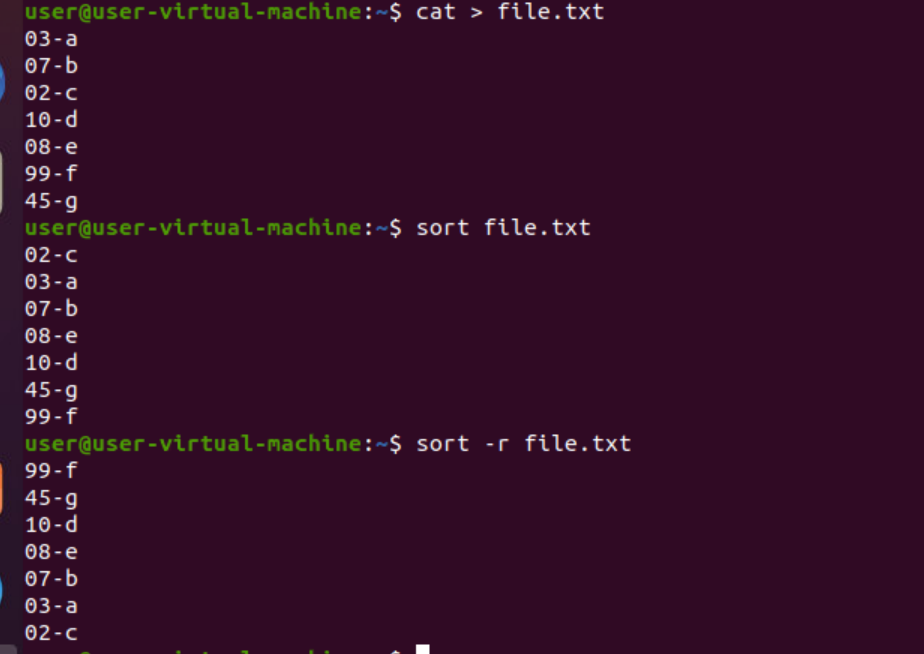 user@user-virtual-machine:~$ cat > file.txt
03-a
07-b
02-c
10-d
08-e
99-f
45-g
user@user-virtual-machine:~$ sort file.txt
02-c
03-a
07-b
08-e
10-d
45-g
99-f
user@user-virtual-machine:~$ sort -r file.txt
99-f
45-g
10-d
08-e
07-b
03-a
02-c